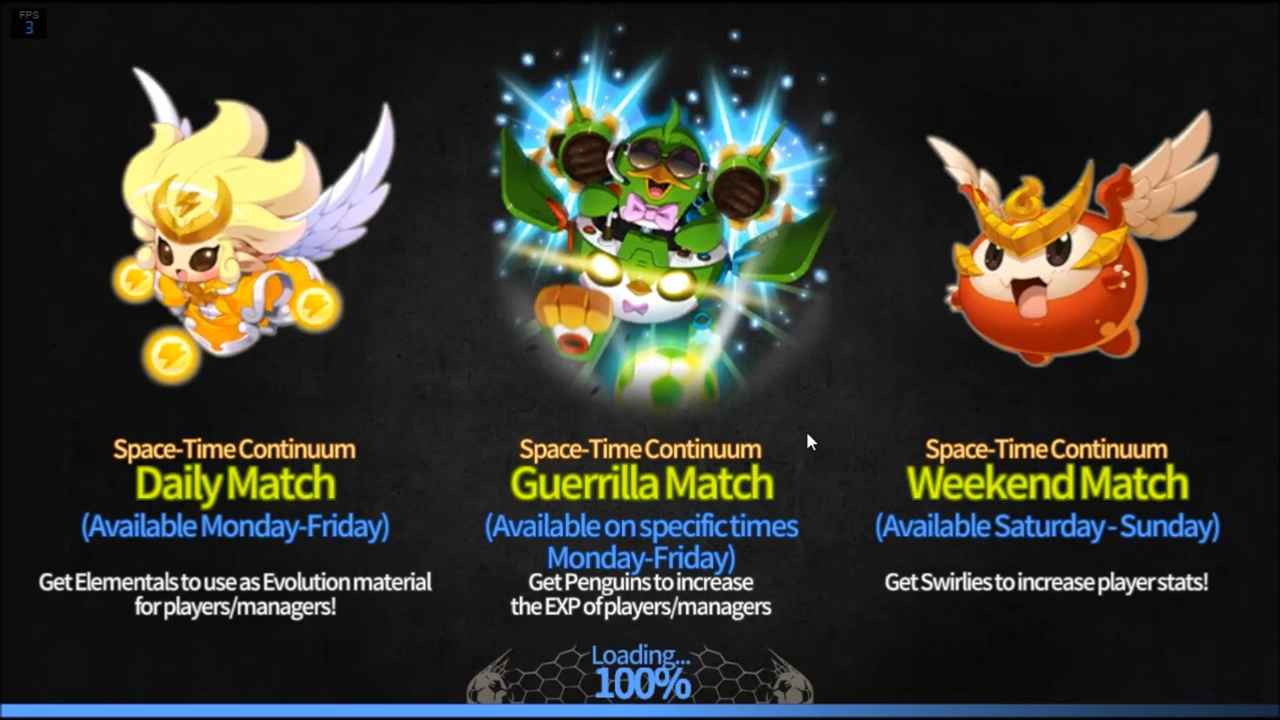 FPS
3
Space-Time Continuum
Daily Match
(Available Monday-Friday)
Get Elementals to use as Evolution material
for players/managers!
Space-Time Continuum
Guerrilla Match
(Available on specific times
Monday-Friday)
Get Penguins to increase
the EXP of players/managers
Space-Time Continuum
Weekend Match
(Available Saturday - Sunday)
Get Swirlies to increase player stats!
Loading...
100%